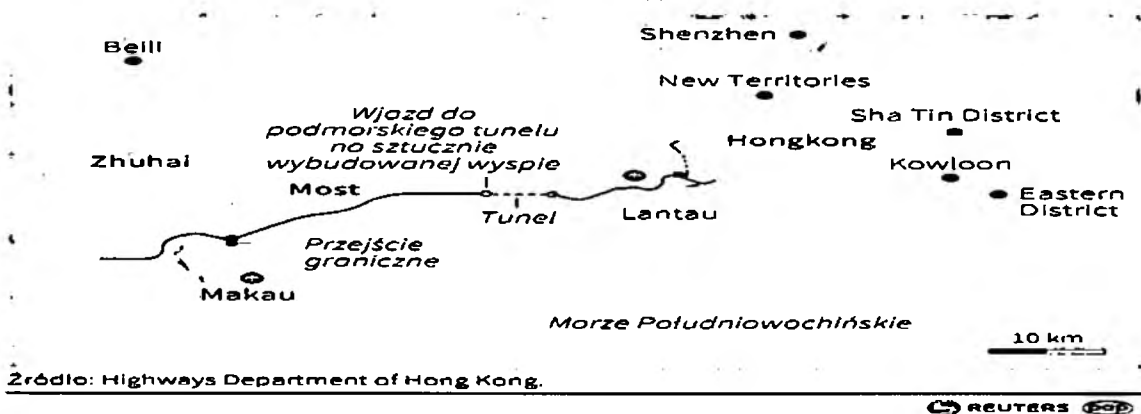 Beili
Shenzhen
New Territories
Wjazd do
podmorskiego tunelu
na sztucznie
wybudowanej wyspie
Sha Tin District
Hongkong
Zhuhai
Kowloon
Most
Tunel
Lantau
Eastern
District
Przejście
graniczne
Makau
Morze Południowochińskie
10 km
Źródło: Highways Department of Hong Kong.
REUTERS pap